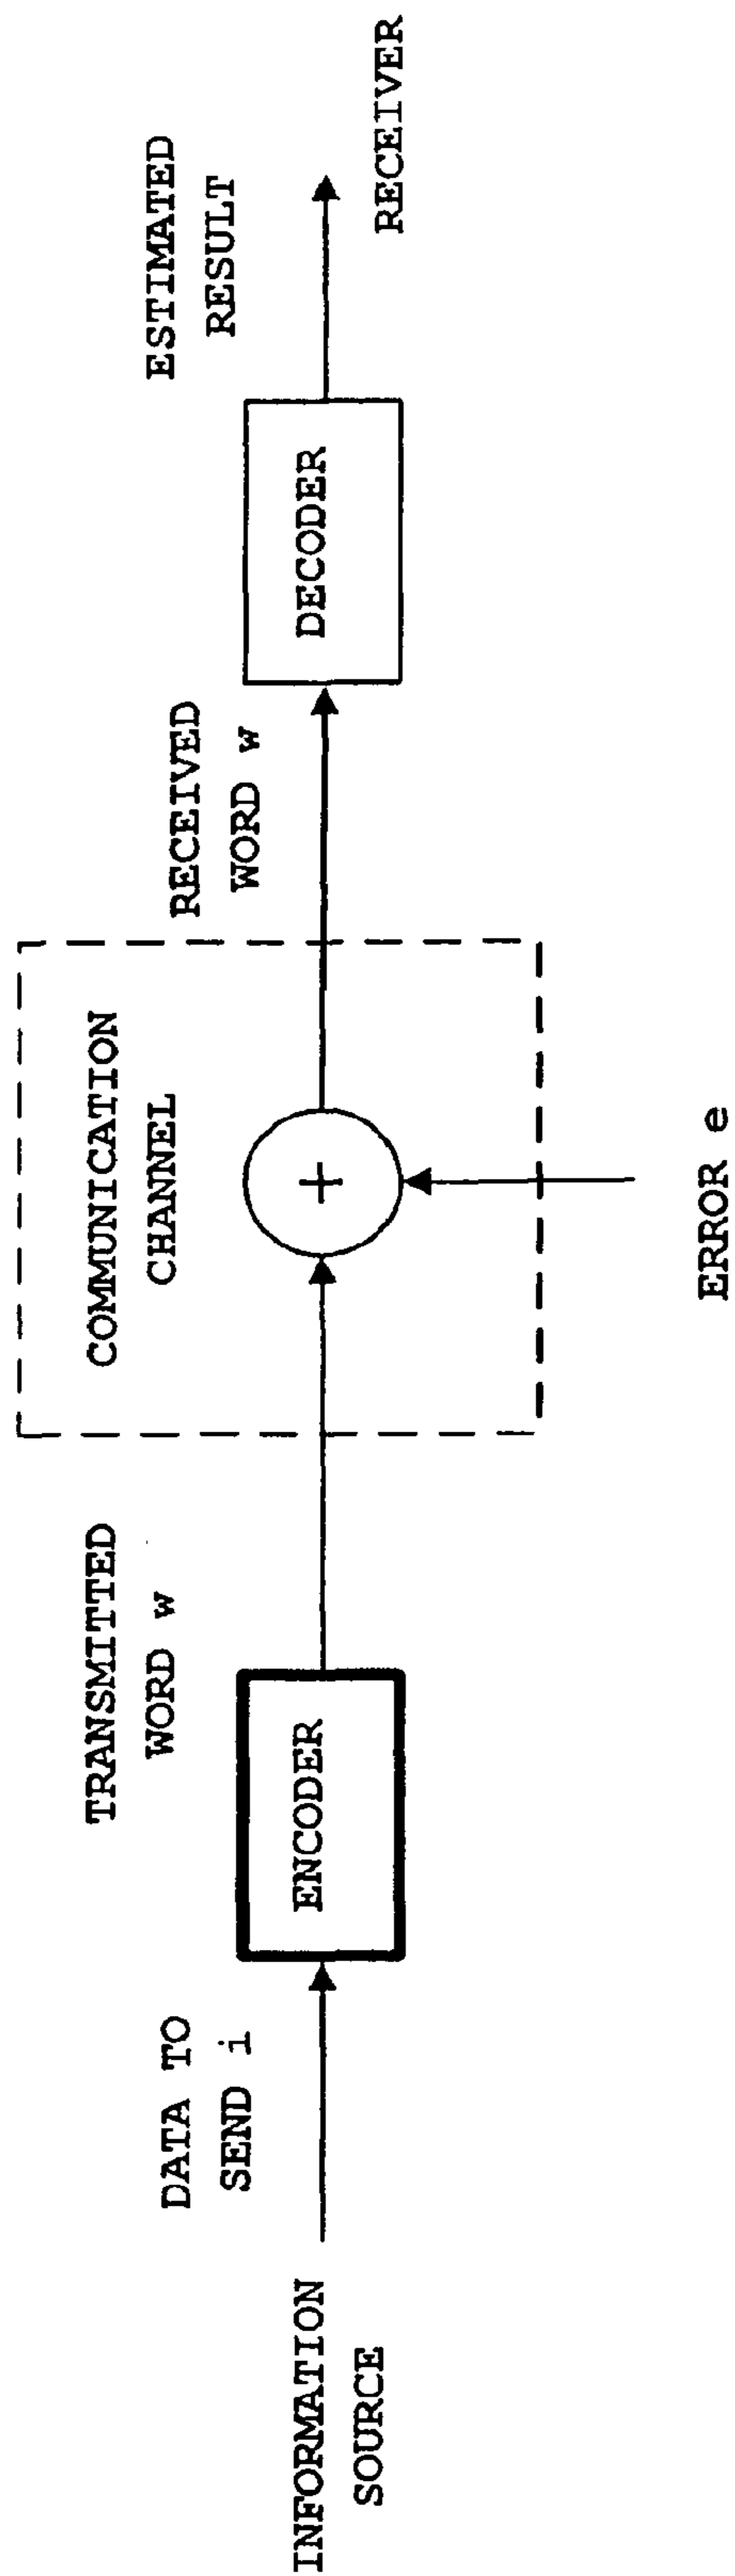 INFORMATION
SOURCE
DATA TO
SEND i
ENCODER
TRANSMITTED
WORD w
COMMUNICATION
CHANNEL
+
ERROR e
RECEIVED
WORD w
DECODER
ESTIMATED
RESULT
RECEIVER